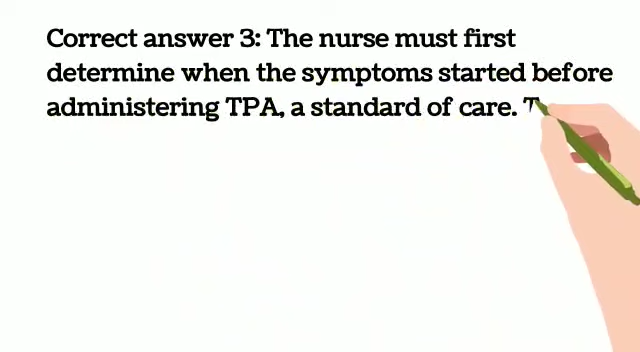 Correct answer 3: The nurse must first
determine when the symptoms started before
administering TPA, a standard of care. T